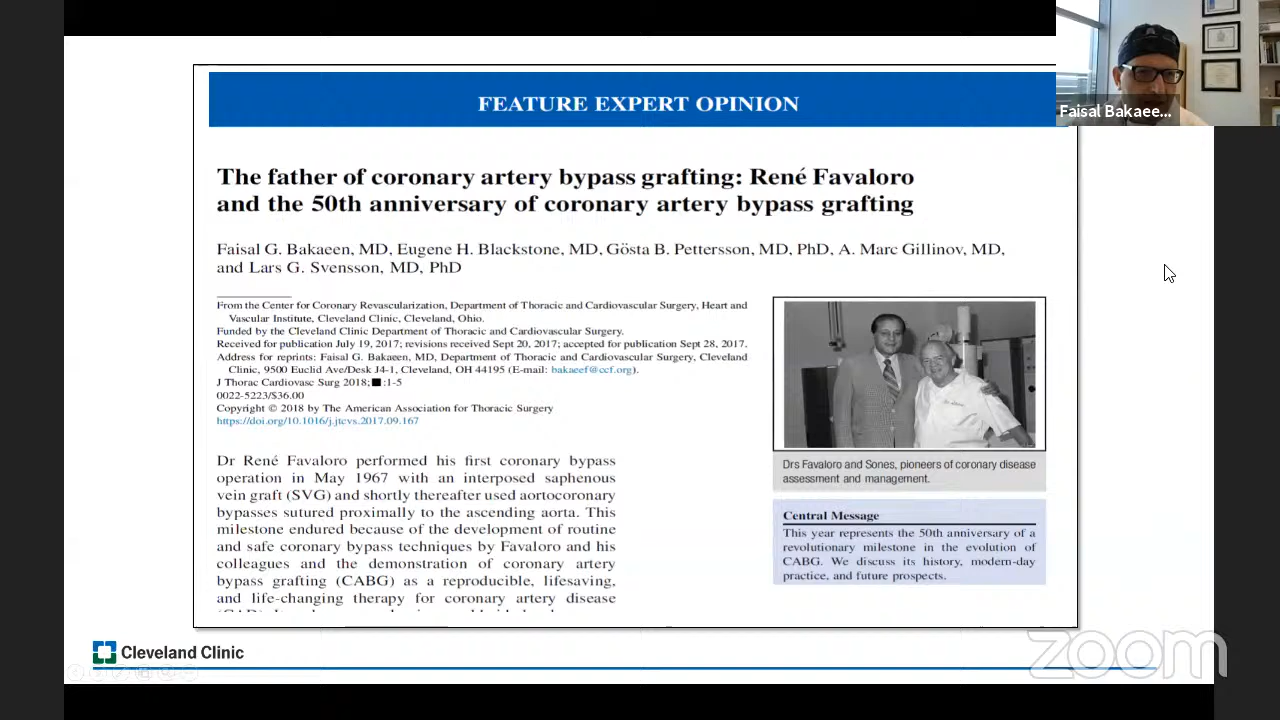 Faisal Bakaee...
FEATURE EXPERT OPINION
The father of coronary artery bypass grafting: René Favaloro
and the 50th anniversary of coronary artery bypass grafting
Faisal G. Bakaeen, MD, Eugene H. Blackstone, MD, Gösta B. Pettersson, MD, PhD, A. Marc Gillinov, MD,
and Lars G. Svensson, MD, PhD
From the Center for Coronary Revascularization, Department of Thoracic and Cardiovascular Surgery, Heart and
Vascular Institute, Cleveland Clinic, Cleveland, Ohio.
Funded by the Cleveland Clinic Department of Thoracic and Cardiovascular Surgery.
Received for publication July 19, 2017; revisions received Sept 20, 2017; accepted for publication Sept 28, 2017.
Address for reprints: Faisal G. Bakaeen, MD, Department of Thoracic and Cardiovascular Surgery, Cleveland
Clinic, 9500 Euclid Ave/Desk J4-1, Cleveland, OH 44195 (E-mail: bakaeef@ccf.org).
J Thorac Cardiovasc Surg 2018;■:1-5
0022-5223/$36.00
Copyright © 2018 by The American Association for Thoracic Surgery
https://doi.org/10.1016/j.jtcvs.2017.09.167
Dr René Favaloro performed his first coronary bypass
operation in May 1967 with an interposed saphenous
vein graft (SVG) and shortly thereafter used aortocoronary
bypasses sutured proximally to the ascending aorta. This
milestone endured because of the development of routine
and safe coronary bypass techniques by Favaloro and his
colleagues and the demonstration of coronary artery
bypass grafting (CABG) as a reproducible, lifesaving,
and life-changing therapy for coronary artery disease
Drs Favaloro and Sones, pioneers of coronary disease
assessment and management.
Central Message
This year represents the 50th anniversary of a
revolutionary milestone in the evolution of
CABG. We discuss its history, modern-day
practice, and future prospects.
Cleveland Clinic
zoom